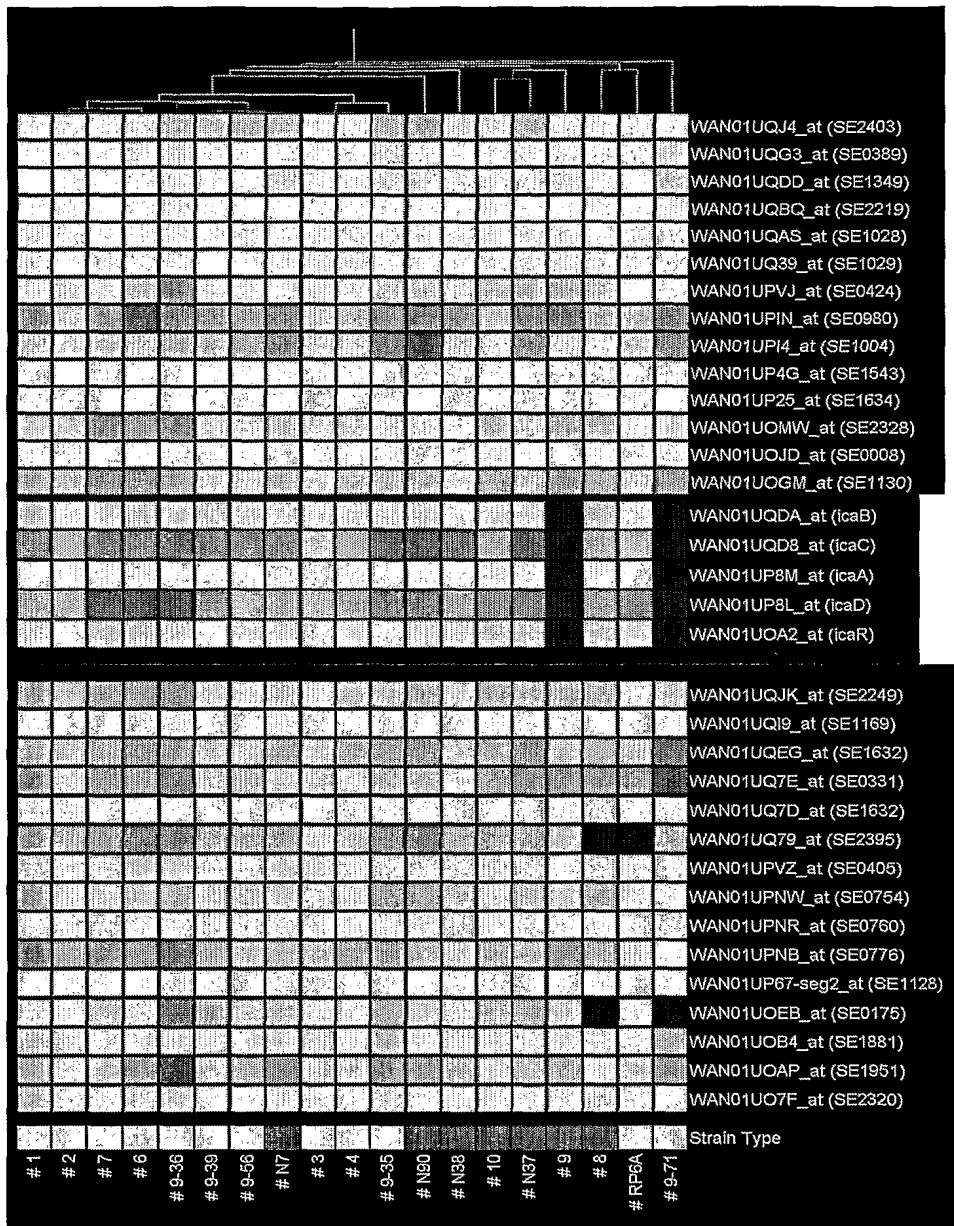 WAN01UQJ4_at (SE2403)
WAN01UQG3_at (SE0389)
WAN01UQDD_at (SE1349)
WAN01UQBQ_at (SE2219)
WAN01UQAS_at (SE1028)
WAN01UQ39_at (SE1029)
WAN01UPVJ_at (SE0424)
WAN01UPIN_at (SE0980)
WAN01UPI4_at (SE1004)
WAN01UP4G_at (SE1543)
WAN01UP25_at (SE1634)
WAN01UOMW_at (SE2328)
WAN01UOJD_at (SE0008)
WAN01UOGM_at (SE1130)
WAN01UQDA_at (icaB)
WAN01UQD8_at (icaC)
WAN01UP8M_at (icaA)
WAN01UP8L_at (icaD)
WAN01UOA2_at (icaR)
WAN01UQJK_at (SE2249)
WAN01UQI9_at (SE1169)
WAN01UQEG_at (SE1632)
WAN01UQ7E_at (SE0331)
WAN01UQ7D_at (SE1632)
WAN01UQ79_at (SE2395)
WAN01UPVZ_at (SE0405)
WAN01UPNW_at (SE0754)
WAN01UPNR_at (SE0760)
WAN01UPNB_at (SE0776)
WAN01UP67-seg2_at (SE1128)
WAN01UOEB_at (SE0175)
WAN01UOB4_at (SE1881)
WAN01UOAP_at (SE1951)
WAN01UO7F_at (SE2320)
Strain Type
# 1
# 2
# 7
# 6
# 9-36
# 9-39
# 9-56
# N7
# 3
# 4
# 9-35
# N90
# N38
# 10
# N37
# 9
# 8
# RP6A
# 9-71